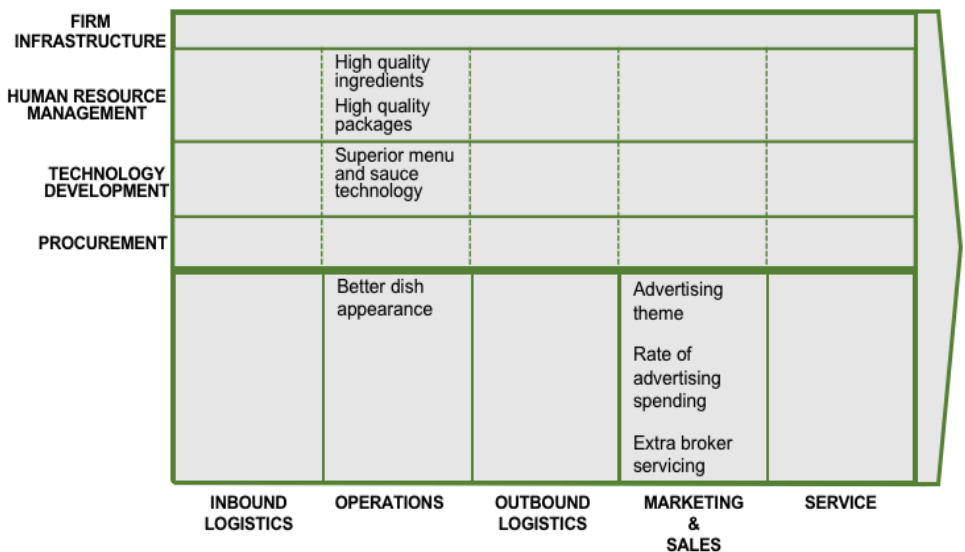 FIRM
INFRASTRUCTURE
HUMAN RESOURCE
MANAGEMENT
High quality
ingredients
High quality
packages
TECHNOLOGY
DEVELOPMENT
Superior menu
and sauce
technology
PROCUREMENT
Better dish
appearance
Advertising
theme
Rate of
advertising
spending
Extra broker
servicing
INBOUND
LOGISTICS
OPERATIONS
OUTBOUND
LOGISTICS
MARKETING
&
SALES
SERVICE